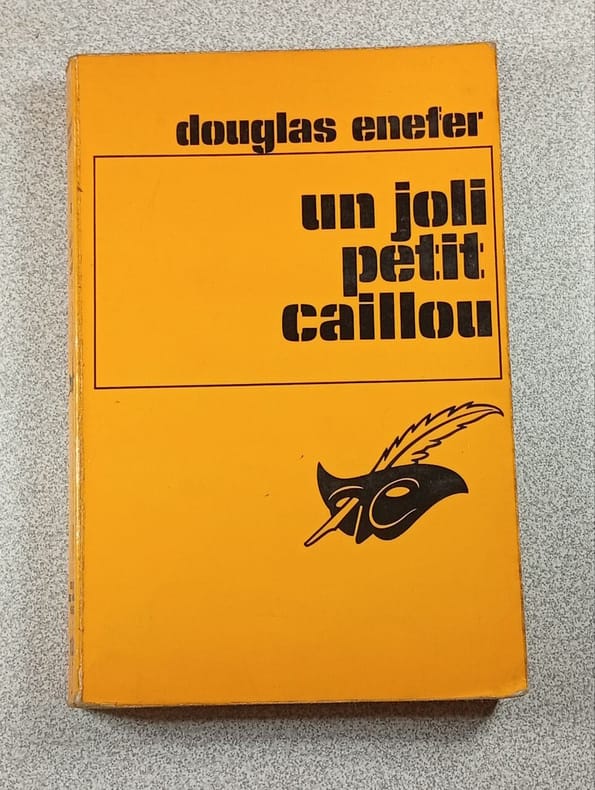 douglas enefer
un joli
petit
caillou